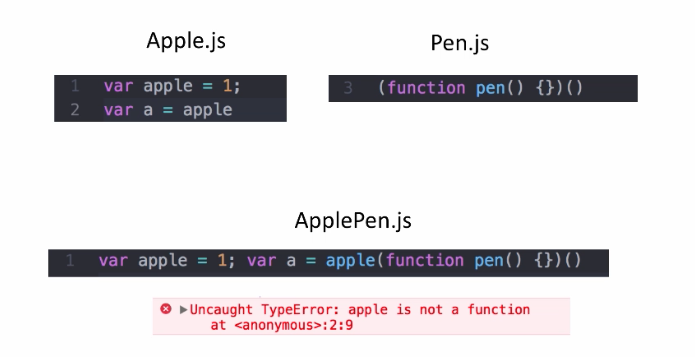 Apple.js
Pen.js
1 var apple = 1;
2 var a = apple
3 (function pen() {})()
ApplePen.js
1 var apple = 1; var a = apple(function pen() {})()
Uncaught TypeError: apple is not a function
at <anonymous>:2:9